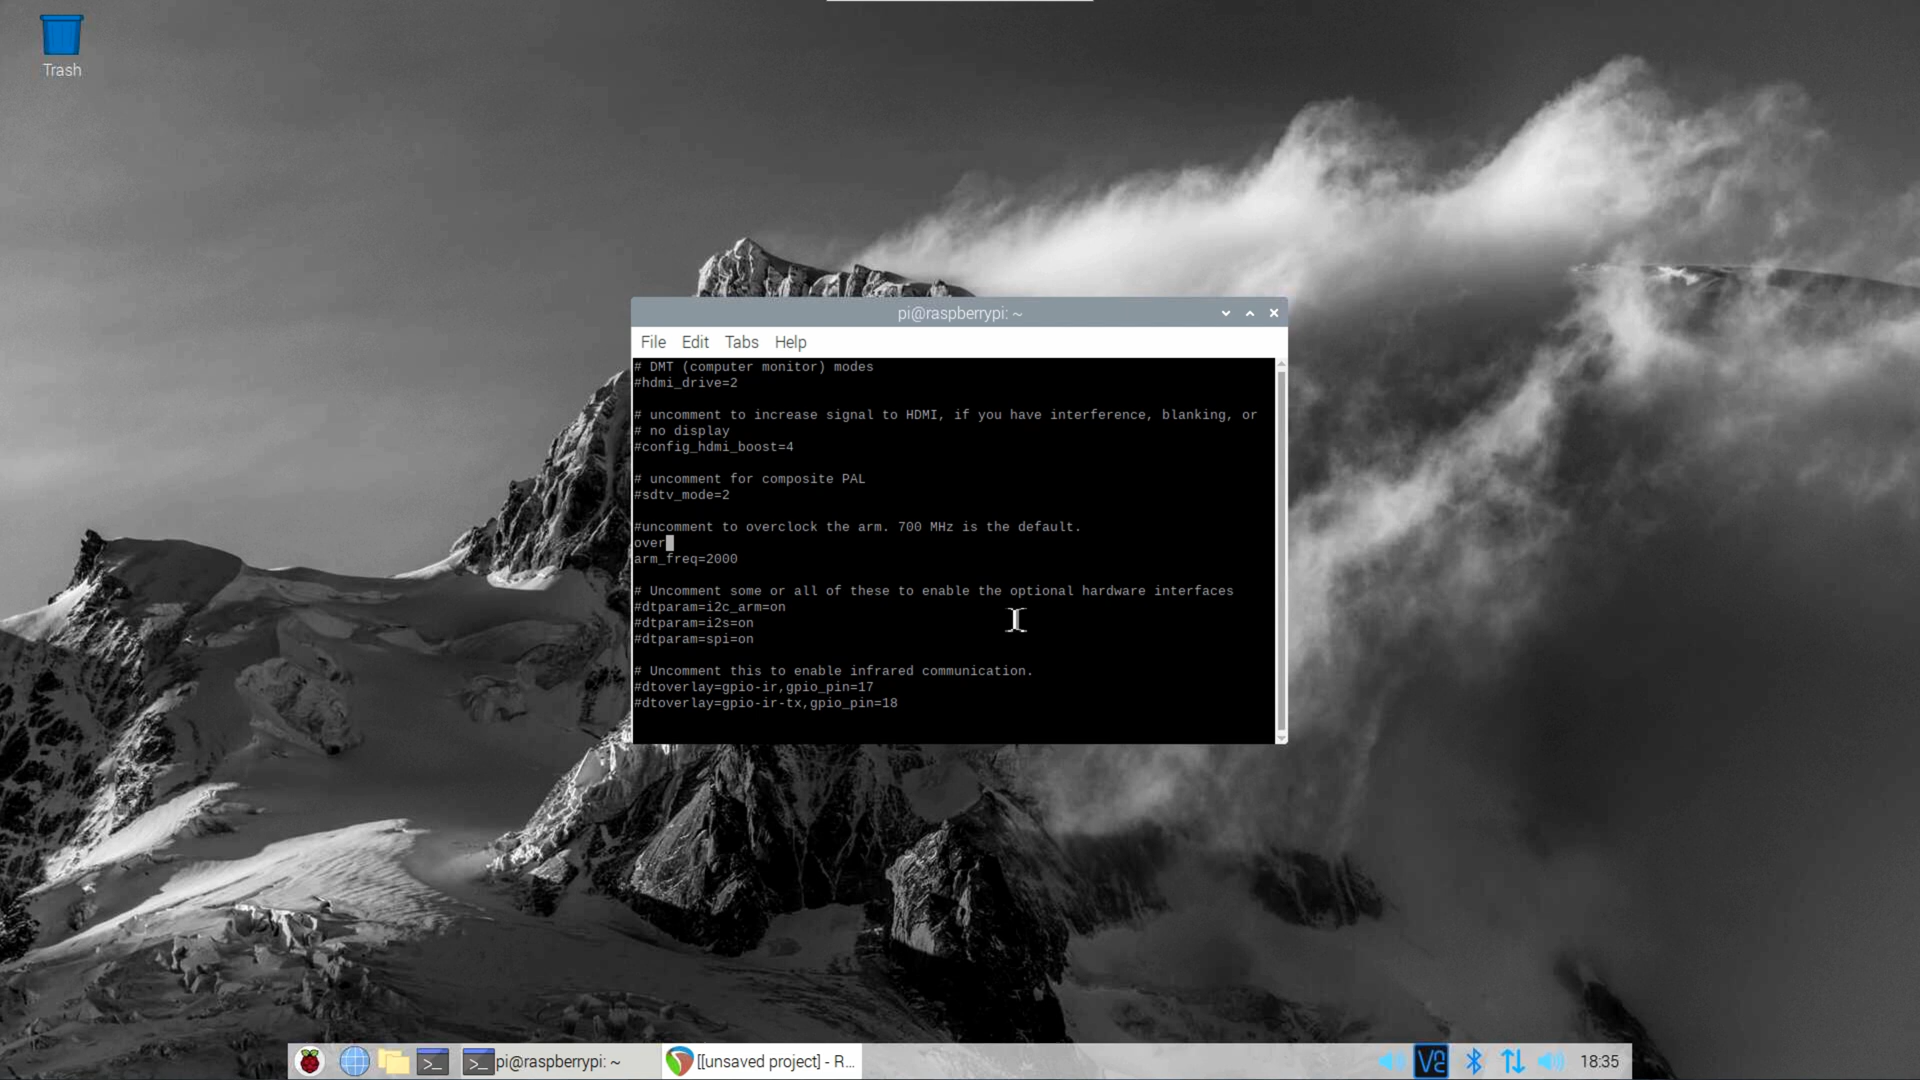 Trash
pi@raspberrypi: ~
File Edit Tabs Help
# DMT (computer monitor) modes
#hdmi_drive=2
# uncomment to increase signal to HDMI, if you have interference, blanking, or
# no display
#config_hdmi_boost=4
# uncomment for composite PAL
#sdtv_mode=2
#uncomment to overclock the arm. 700 MHz is the default.
over
arm_freq=2000
# Uncomment some or all of these to enable the optional hardware interfaces
#dtparam=i2c_arm=on
#dtparam=i2s=on
#dtparam=spi=on
# Uncomment this to enable infrared communication.
#dtoverlay=gpio-ir,gpio_pin=17
#dtoverlay=gpio-ir-tx,gpio_pin=18
pi@raspberrypi: ~ [[unsaved project] - R... 18:35